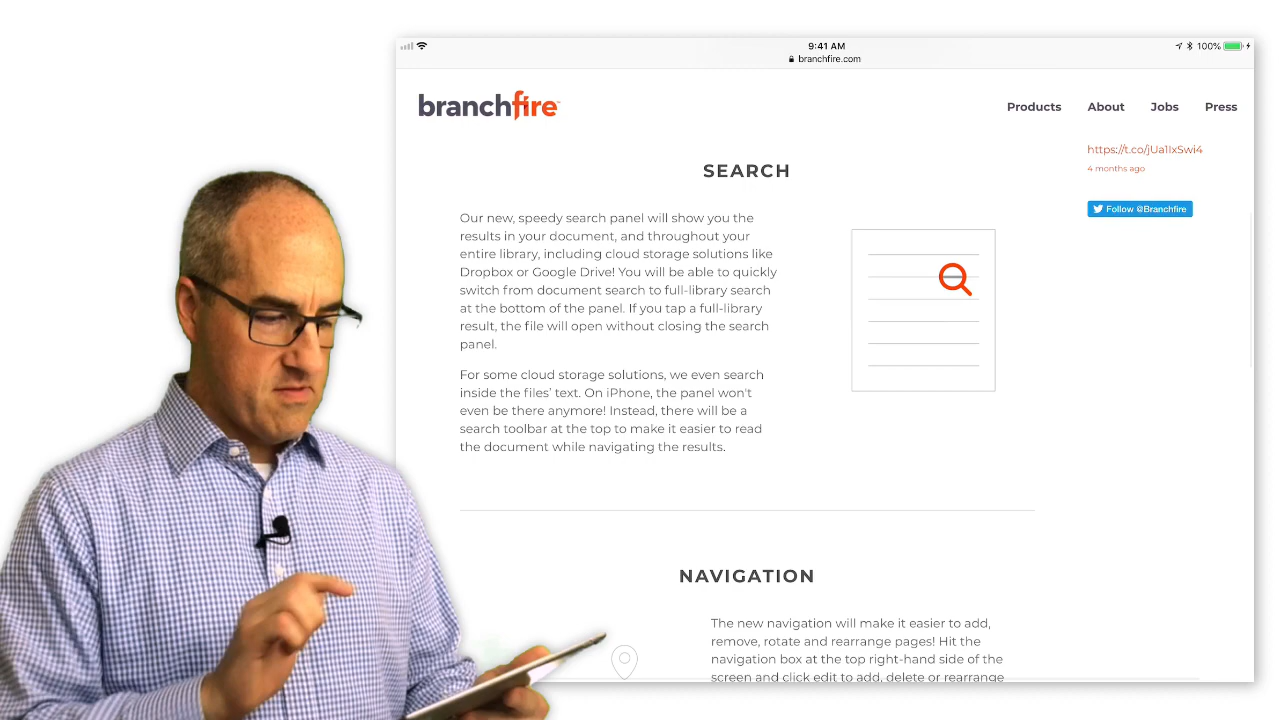 9:41 AM
100%
branchfire.com
branchfire
Products About Jobs Press
https://t.co/jUa1IxSwi4
4 months ago
Follow @Branchfire
SEARCH
Our new, speedy search panel will show you the
results in your document, and throughout your
entire library, including cloud storage solutions like
Dropbox or Google Drive! You will be able to quickly
switch from document search to full-library search
at the bottom of the panel. If you tap a full-library
result, the file will open without closing the search
panel.
For some cloud storage solutions, we even search
inside the files' text. On iPhone, the panel won't
even be there anymore! Instead, there will be a
search toolbar at the top to make it easier to read
the document while navigating the results.
NAVIGATION
The new navigation will make it easier to add,
remove, rotate and rearrange pages! Hit the
navigation box at the top right-hand side of the
screen and click edit to add, delete or rearrange